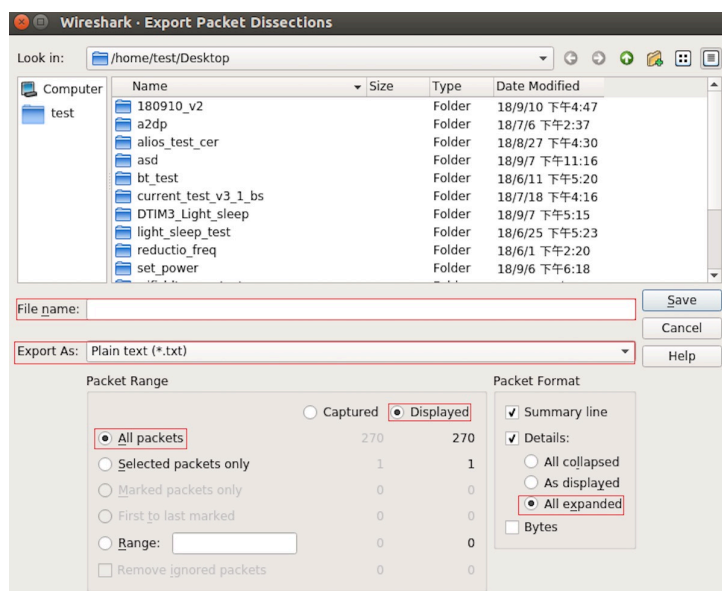 Wireshark · Export Packet Dissections
Look in: /home/test/Desktop
Computer
test
Name Size Type Date Modified
180910_v2 Folder 18/9/10 下午4:47
a2dp Folder 18/7/6 下午2:37
alios_test_cer Folder 18/8/27 下午4:30
asd Folder 18/9/7 下午11:16
bt_test Folder 18/6/11 下午5:20
current_test_v3_1_bs Folder 18/7/18 下午4:16
DTIM3_Light_sleep Folder 18/9/7 下午5:15
light_sleep_test Folder 18/6/25 下午5:23
reductio_freq Folder 18/6/1 下午2:20
set_power Folder 18/9/6 下午6:18
File name:
Save
Cancel
Export As: Plain text (*.txt)
Help
Packet Range
Captured Displayed
All packets 270 270
Selected packets only 1 1
Marked packets only 0 0
First to last marked 0 0
Range: 0 0
Remove ignored packets 0 0
Packet Format
Summary line
Details:
All collapsed
As displayed
All expanded
Bytes